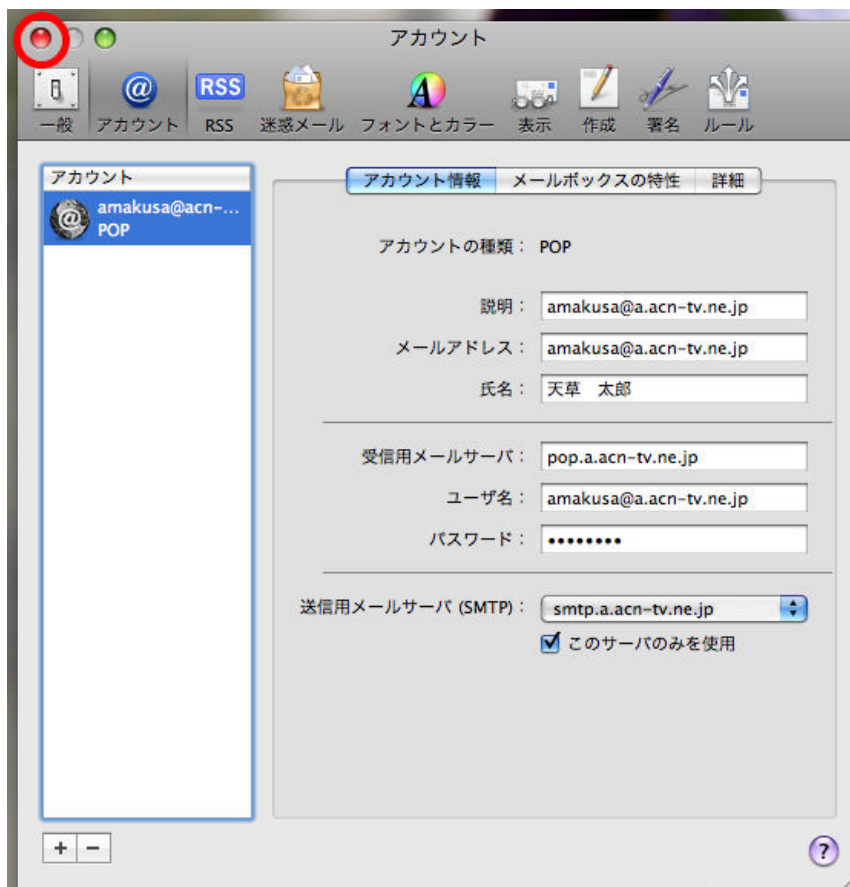 アカウント
RSS
一般 アカウント RSS 迷惑メール フォントとカラー 表示 作成 署名 ルール
アカウント
amakusa@acn-...
POP
アカウント情報 メールボックスの特性 詳細
アカウントの種類： POP
説明： amakusa@a.acn-tv.ne.jp
メールアドレス： amakusa@a.acn-tv.ne.jp
氏名： 天草　太郎
受信用メールサーバ： pop.a.acn-tv.ne.jp
ユーザ名： amakusa@a.acn-tv.ne.jp
パスワード： ••••••••
送信用メールサーバ (SMTP)： smtp.a.acn-tv.ne.jp
このサーバのみを使用
+ − ?